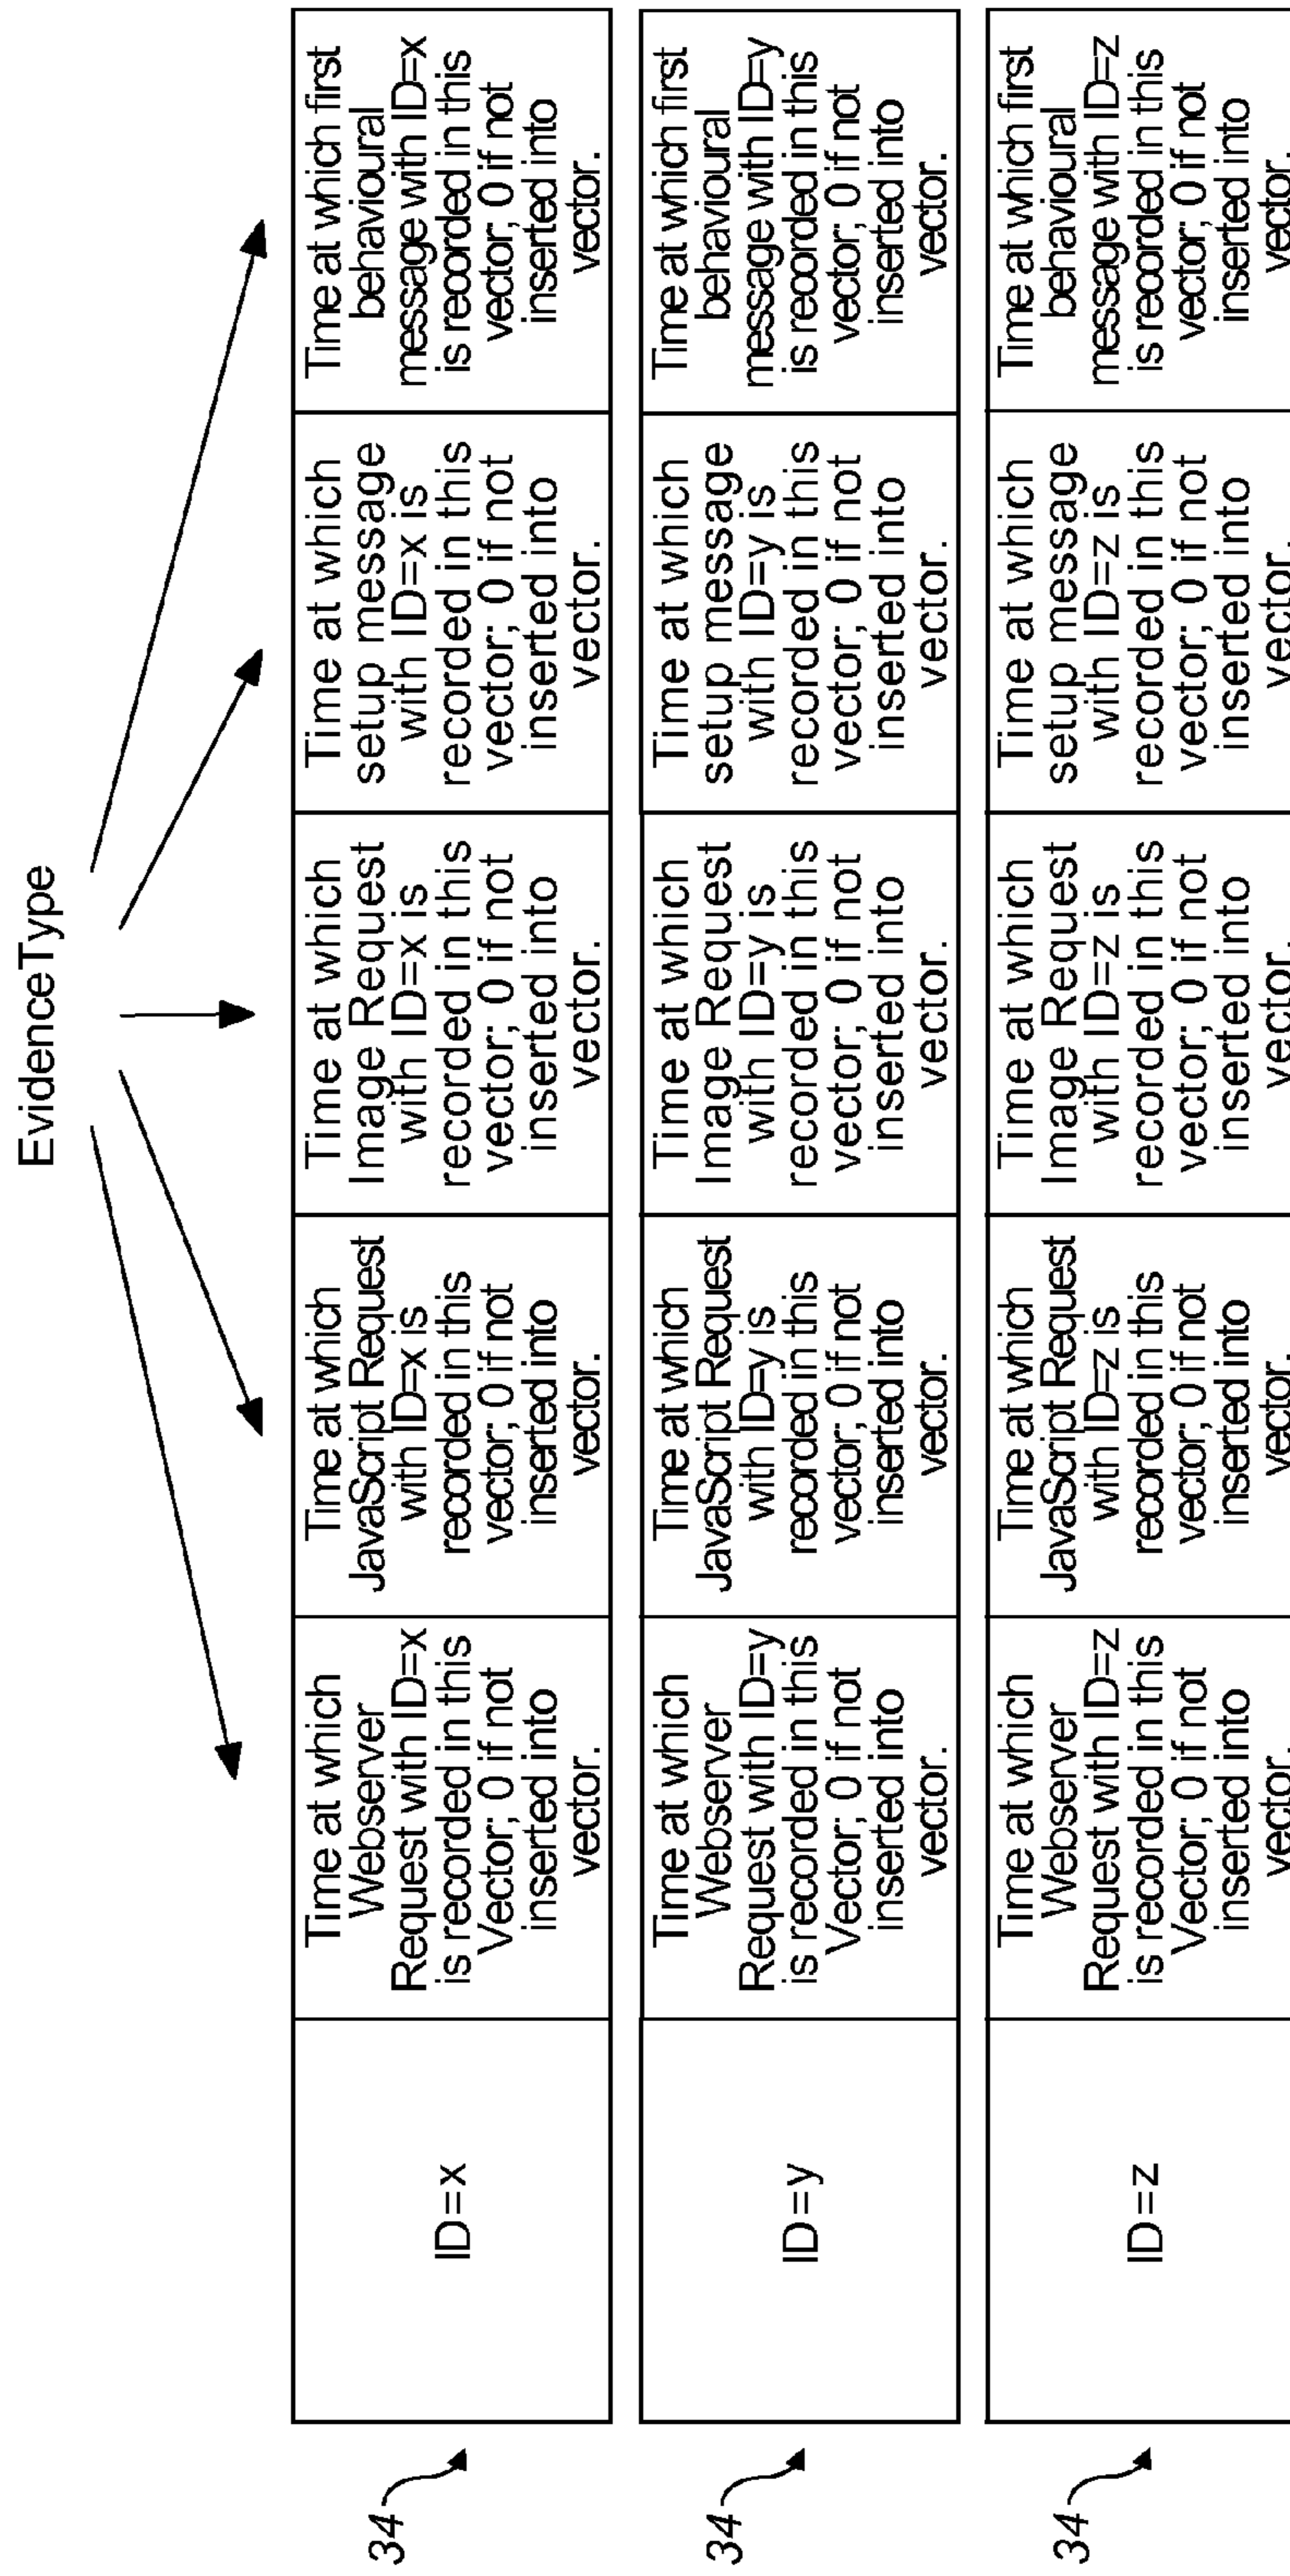 EvidenceType
34
ID=x
Time at which
Webserver
Request with ID=x
is recorded in this
Vector; 0 if not
inserted into
vector.
Time at which
JavaScript Request
with ID=x is
recorded in this
vector; 0 if not
inserted into
vector.
Time at which
Image Request
with ID=x is
recorded in this
vector; 0 if not
inserted into
vector.
Time at which
setup message
with ID=x is
recorded in this
vector; 0 if not
inserted into
vector.
Time at which first
behavioural
message with ID=x
is recorded in this
vector; 0 if not
inserted into
vector.
34
ID=y
Time at which
Webserver
Request with ID=y
is recorded in this
Vector; 0 if not
inserted into
vector.
Time at which
JavaScript Request
with ID=y is
recorded in this
vector; 0 if not
inserted into
vector.
Time at which
Image Request
with ID=y is
recorded in this
vector; 0 if not
inserted into
vector.
Time at which
setup message
with ID=y is
recorded in this
vector; 0 if not
inserted into
vector.
Time at which first
behavioural
message with ID=y
is recorded in this
vector; 0 if not
inserted into
vector.
34
ID=z
Time at which
Webserver
Request with ID=z
is recorded in this
Vector; 0 if not
inserted into
vector.
Time at which
JavaScript Request
with ID=z is
recorded in this
vector; 0 if not
inserted into
vector.
Time at which
Image Request
with ID=z is
recorded in this
vector; 0 if not
inserted into
vector.
Time at which
setup message
with ID=z is
recorded in this
vector; 0 if not
inserted into
vector.
Time at which first
behavioural
message with ID=z
is recorded in this
vector; 0 if not
inserted into
vector.